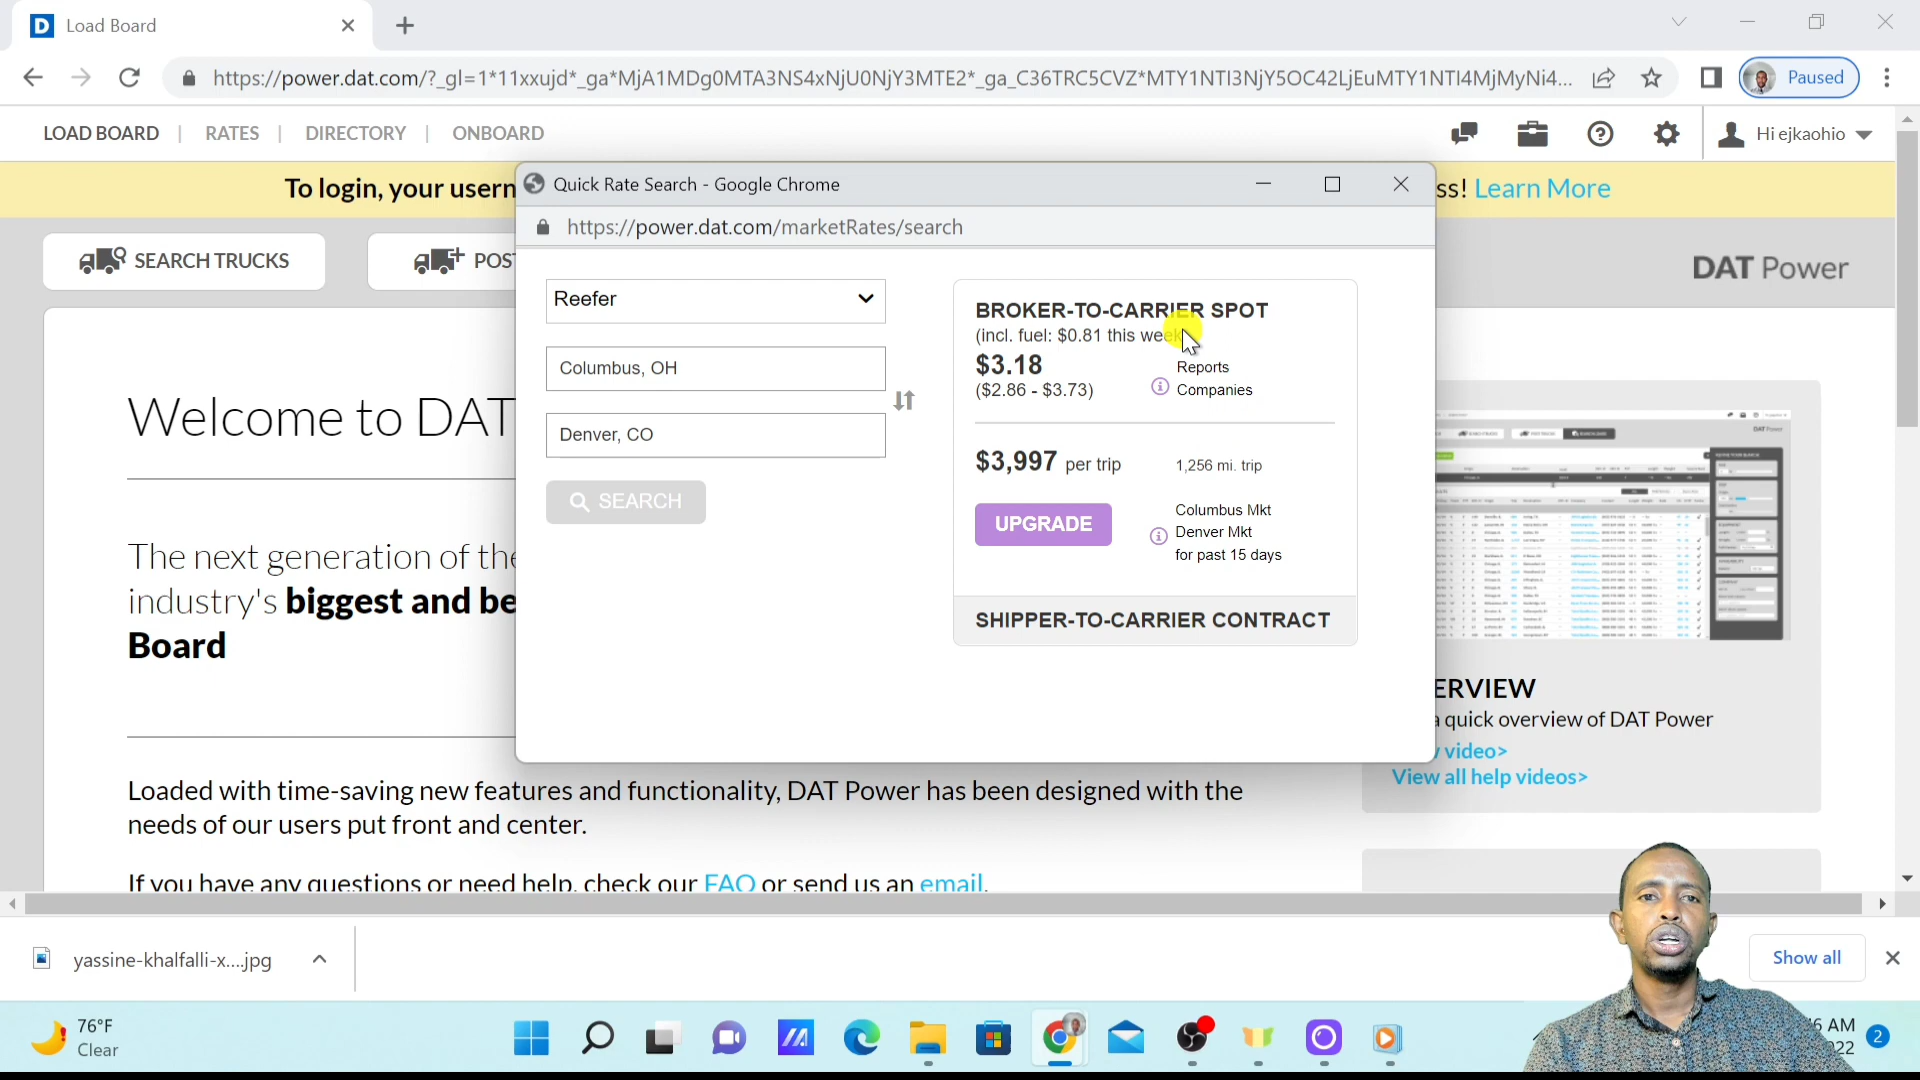 Load Board
https://power.dat.com/?_gl=1*11xxujd*_ga*MjA1MDg0MTA3NS4xNjU0NjY3MTE2*_ga_C36TRC5CVZ*MTY1NTI3NjY5OC42LjEuMTY1NTI4MjMyNi4...
Paused
LOAD BOARD | RATES | DIRECTORY | ONBOARD
Hi ejkaohio
To login, your usern
ss! Learn More
Quick Rate Search - Google Chrome
https://power.dat.com/marketRates/search
SEARCH TRUCKS
POS
DAT Power
Reefer
Columbus, OH
Denver, CO
SEARCH
BROKER-TO-CARRIER SPOT
(incl. fuel: $0.81 this week
$3.18
($2.86 - $3.73)
Reports
Companies
$3,997 per trip
1,256 mi. trip
UPGRADE
Columbus Mkt
Denver Mkt
for past 15 days
SHIPPER-TO-CARRIER CONTRACT
Welcome to DAT
The next generation of the
industry's biggest and be
Board
ERVIEW
a quick overview of DAT Power
video>
View all help videos>
Loaded with time-saving new features and functionality, DAT Power has been designed with the
needs of our users put front and center.
If you have any questions or need help, check our FAQ or send us an email.
yassine-khalfalli-x....jpg
Show all
76°F
Clear
6 AM
22
2